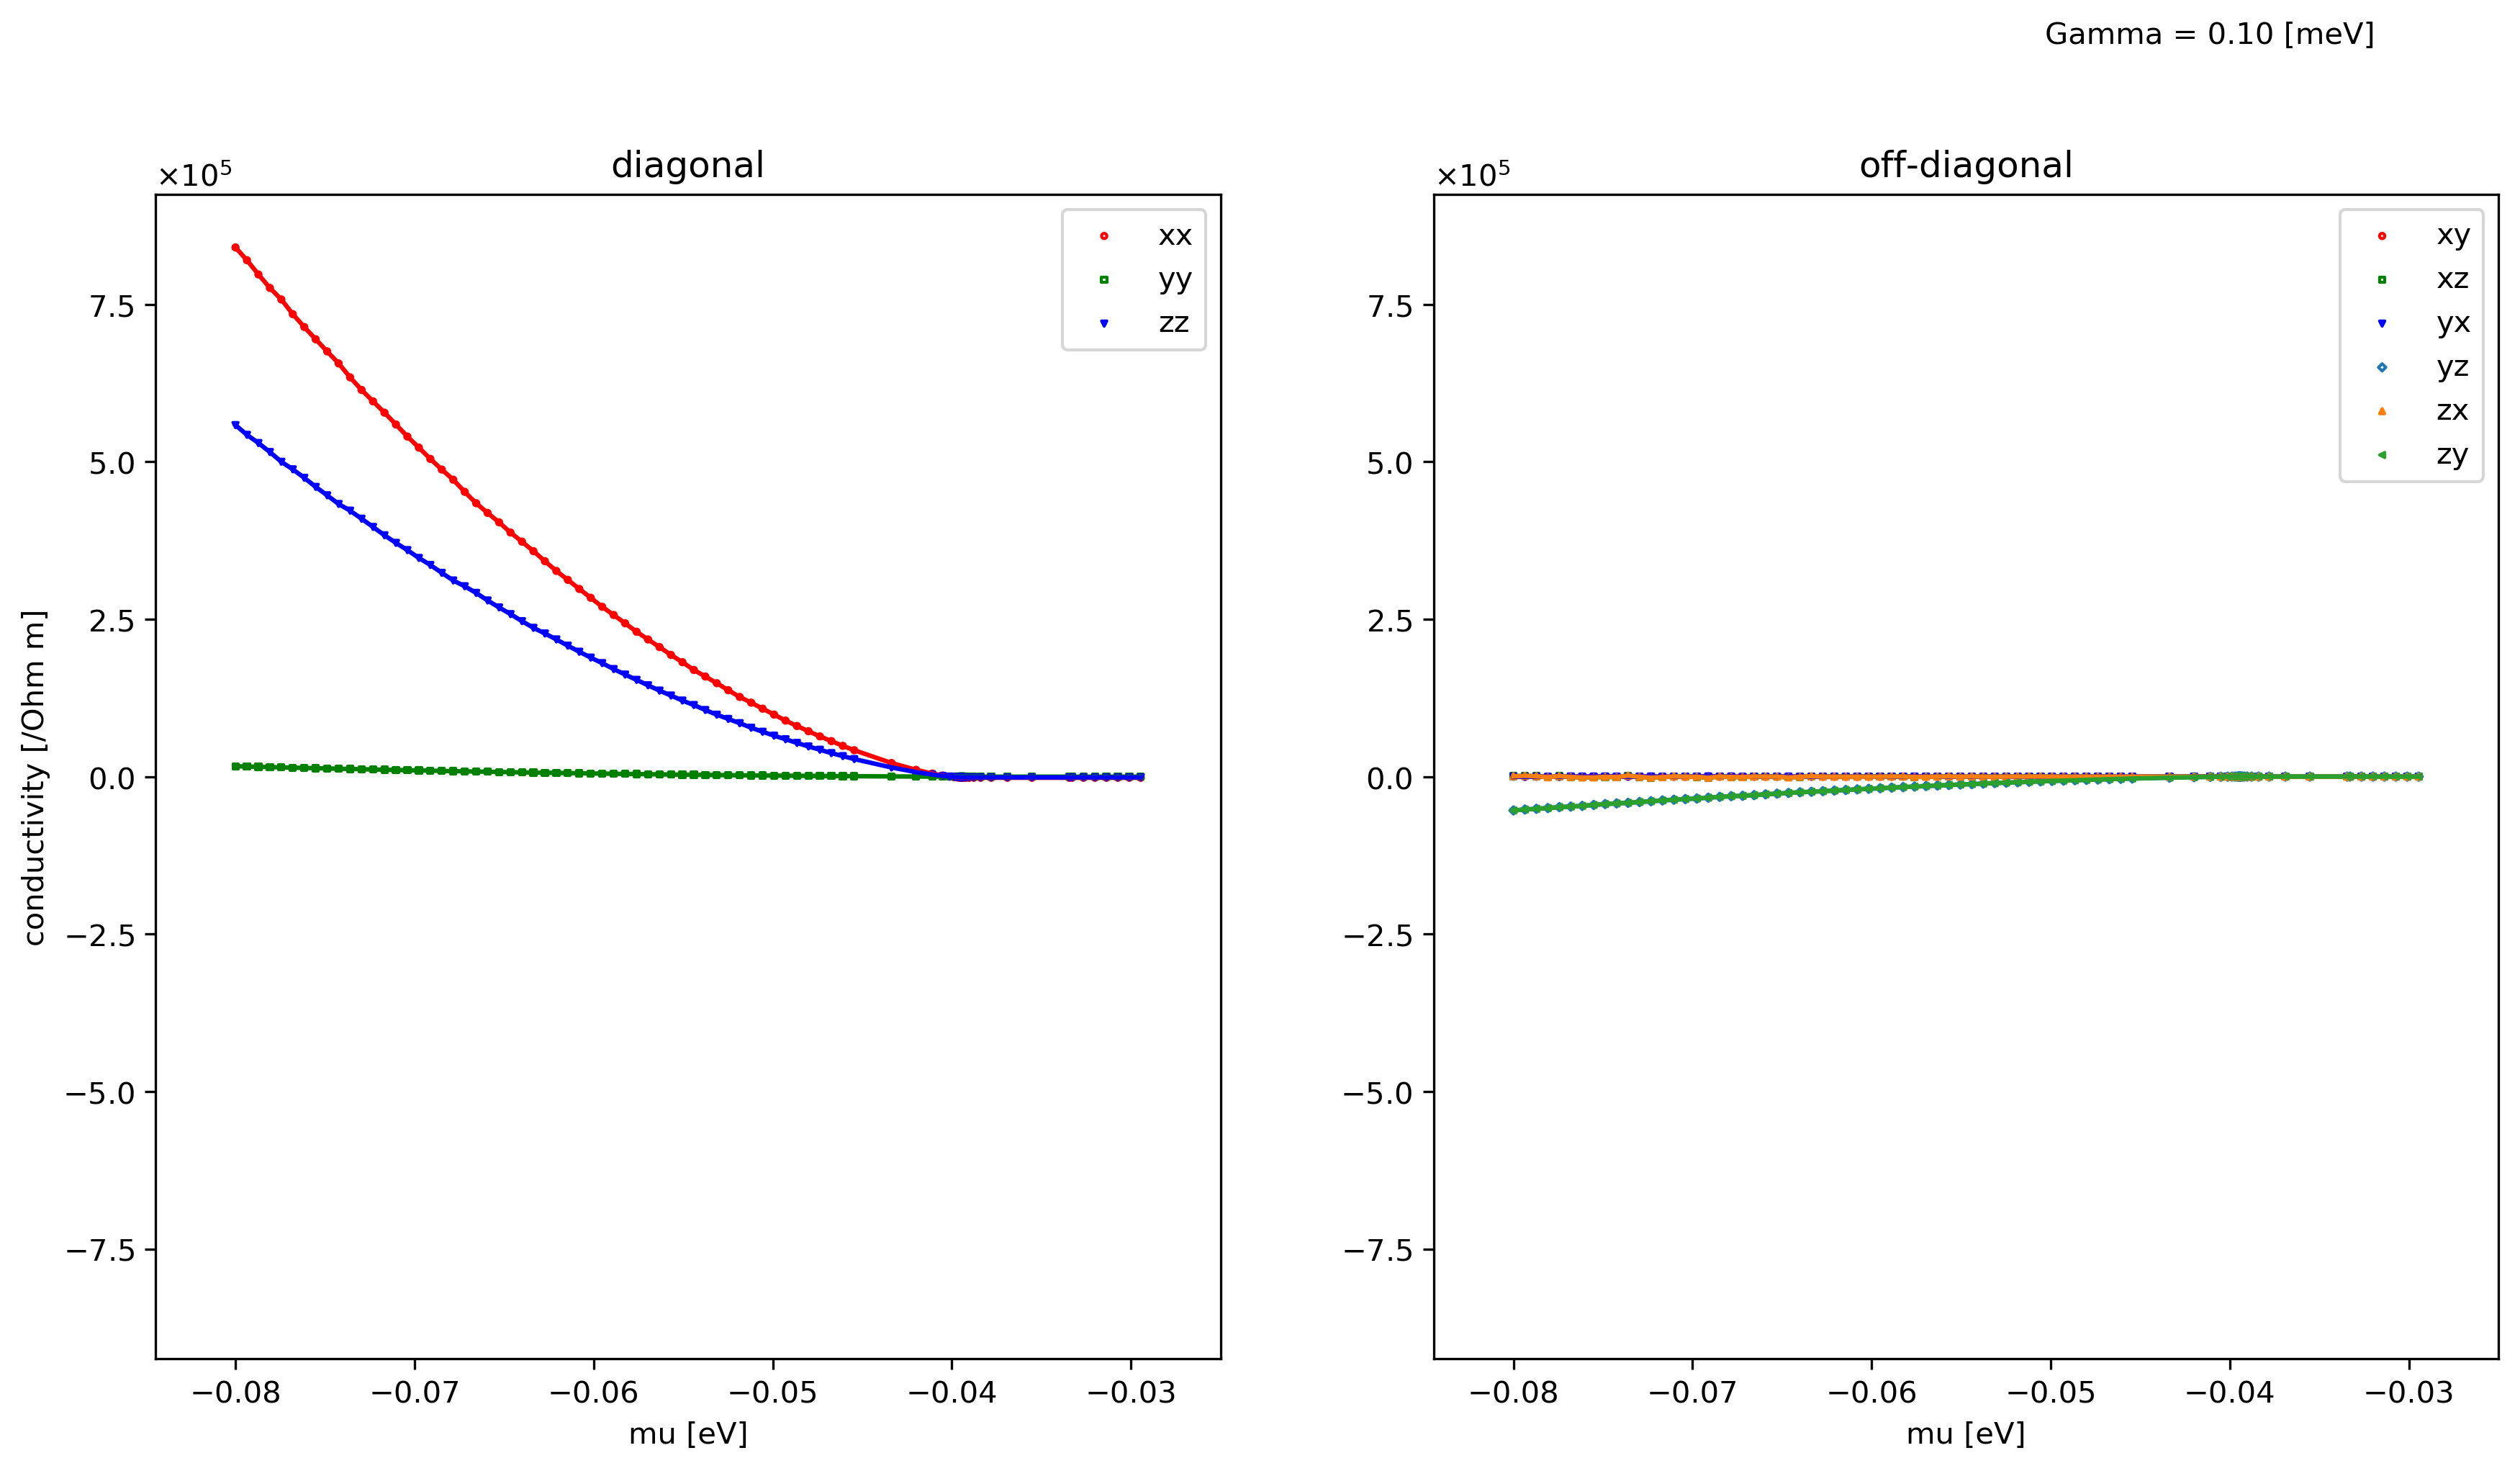 Gamma = 0.10 [meV]
diagonal
×10⁵
xx
yy
zz
7.5
5.0
2.5
0.0
−2.5
−5.0
−7.5
conductivity [/Ohm m]
−0.08 −0.07 −0.06 −0.05 −0.04 −0.03
mu [eV]
off-diagonal
×10⁵
xy
xz
yx
yz
zx
zy
7.5
5.0
2.5
0.0
−2.5
−5.0
−7.5
−0.08 −0.07 −0.06 −0.05 −0.04 −0.03
mu [eV]